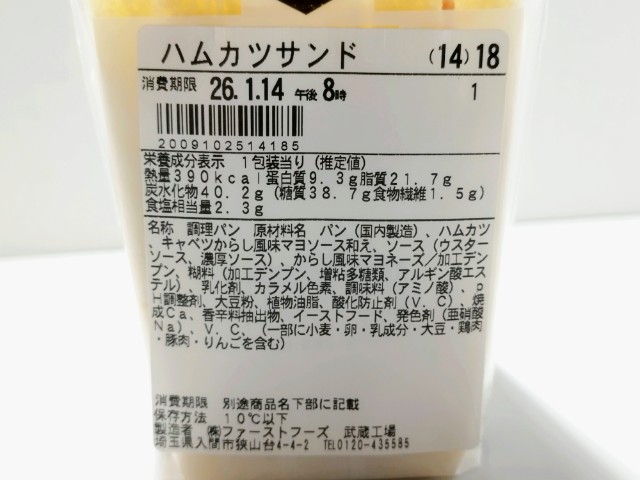 ハムカツサンド (14)18
消費期限 26.1.14 午後8時 1
2009102514185
栄養成分表示 1包装当り (推定値)
熱量390kcal蛋白質9.3g脂質21.7g
炭水化物40.2g(糖質38.7g食物繊維1.5g)
食塩相当量2.3g
名称 調理パン 原材料名 パン(国内製造)、ハムカツ
、キャベツからし風味マヨソース和え、ソース(ウスター
ソース、濃厚ソース)、からし風味マヨネーズ/加工デン
プン、糊料(加工デンプン、増粘多糖類、アルギン酸エス
テル)、乳化剤、カラメル色素、調味料(アミノ酸)、p
H調整剤、大豆粉、植物油脂、酸化防止剤(V.C)、焼
成Ca、香辛料抽出物、イーストフード、発色剤(亜硝酸
Na)、V.C、(一部に小麦・卵・乳成分・大豆・鶏肉
・豚肉・りんごを含む)
消費期限 別途商品名下部に記載
保存方法 10℃以下
製造者 ㈱ファーストフーズ 武蔵工場
埼玉県入間市狭山台4-4-2 TEL0120-435585